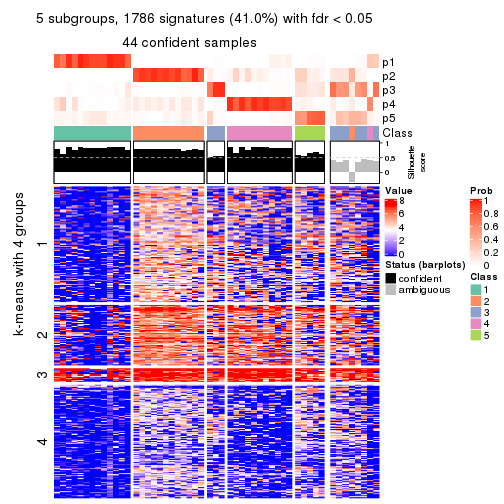 5 subgroups, 1786 signatures (41.0%) with fdr < 0.05
44 confident samples
p1
p2
p3
p4
p5
Class
1
0.5
0
Silhouette
score
k-means with 4 groups
1
2
3
4
Value
8
6
4
2
0
Status (barplots)
confident
ambiguous
Prob
1
0.8
0.6
0.4
0.2
0
Class
1
2
3
4
5